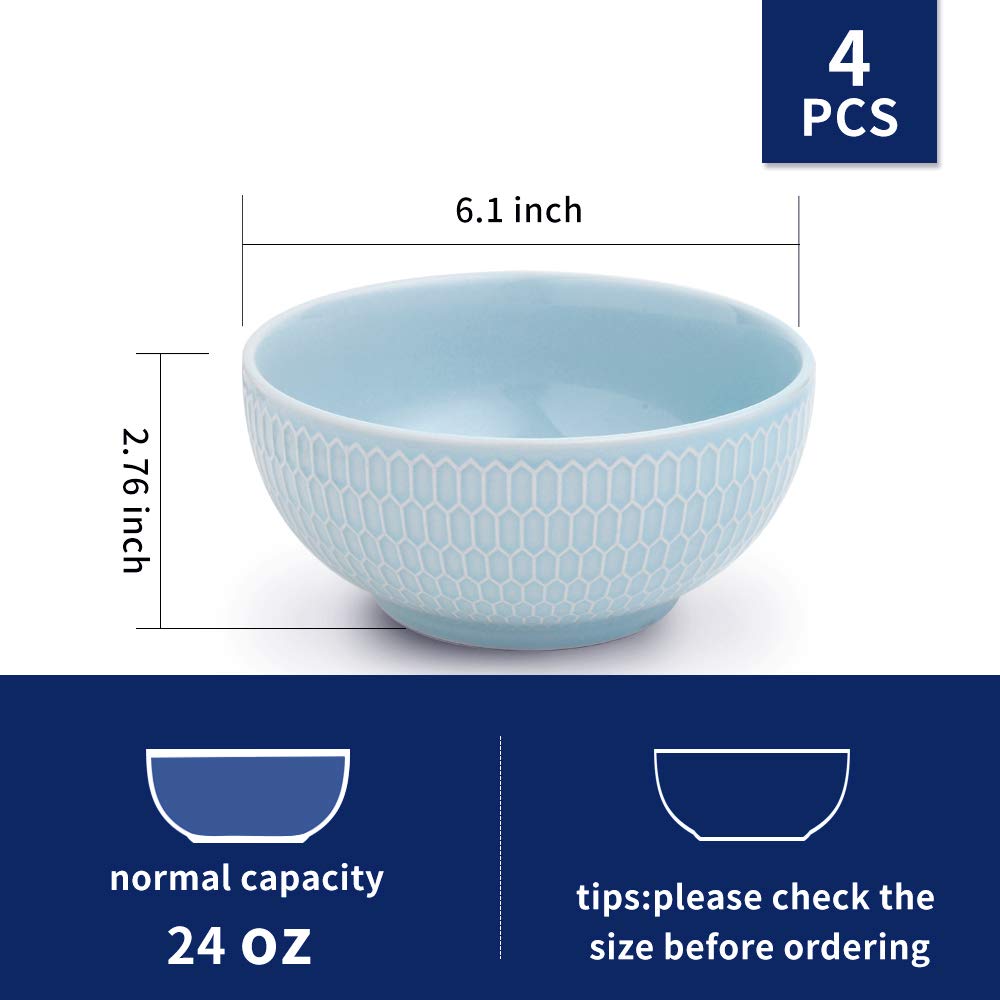 4
PCS
6.1 inch
2.76 inch
normal capacity
24 oz
tips:please check the
size before ordering